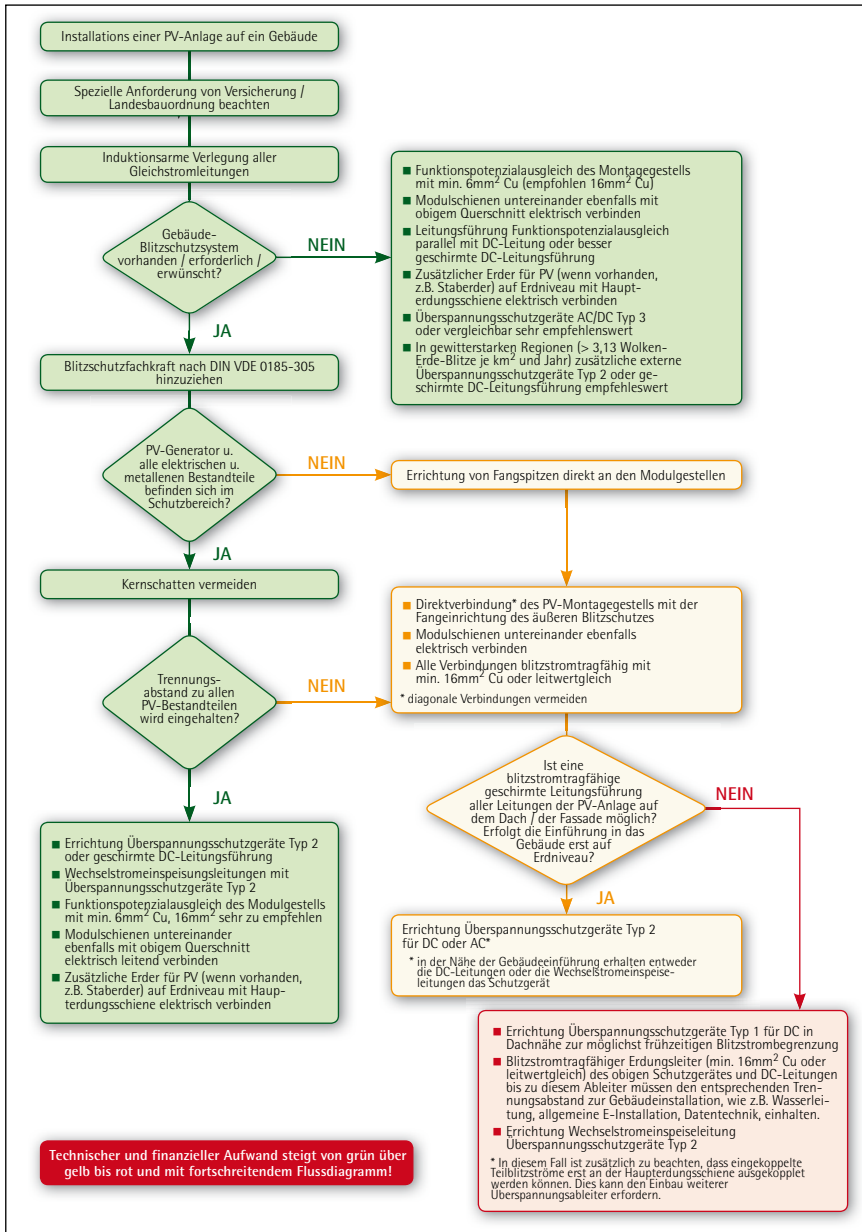 Installations einer PV-Anlage auf ein Gebäude
Spezielle Anforderung von Versicherung /
Landesbauordnung beachten
Induktionsarme Verlegung aller
Gleichstromleitungen
Gebäude-
Blitzschutzsystem
vorhanden / erforderlich /
erwünscht?
NEIN
■ Funktionspotenzialausgleich des Montagegestells
mit min. 6mm² Cu (empfohlen 16mm² Cu)
■ Modulschienen untereinander ebenfalls mit
obigem Querschnitt elektrisch verbinden
■ Leitungsführung Funktionspotenzialausgleich
parallel mit DC-Leitung oder besser
geschirmte DC-Leitungsführung
■ Zusätzlicher Erder für PV (wenn vorhanden,
z.B. Staberder) auf Erdniveau mit Haupt-
erdungsschiene elektrisch verbinden
■ Überspannungsschutzgeräte AC/DC Typ 3
oder vergleichbar sehr empfehlenswert
■ In gewitterstarken Regionen (> 3,13 Wolken-
Erde-Blitze je km² und Jahr) zusätzliche externe
Überspannungsschutzgeräte Typ 2 oder ge-
schirmte DC-Leitungsführung empfehleswert
JA
Blitzschutzfachkraft nach DIN VDE 0185-305
hinzuziehen
PV-Generator u.
alle elektrischen u.
metallenen Bestandteile
befinden sich im
Schutzbereich?
NEIN
Errichtung von Fangspitzen direkt an den Modulgestellen
JA
Kernschatten vermeiden
■ Direktverbindung* des PV-Montagegestells mit der
Fangeinrichtung des äußeren Blitzschutzes
■ Modulschienen untereinander ebenfalls
elektrisch verbinden
■ Alle Verbindungen blitzstromtragfähig mit
min. 16mm² Cu oder leitwertgleich
* diagonale Verbindungen vermeiden
Trennungs-
abstand zu allen
PV-Bestandteilen
wird eingehalten?
NEIN
JA
Ist eine
blitzstromtragfähige
geschirmte Leitungsführung
aller Leitungen der PV-Anlage auf
dem Dach / der Fassade möglich?
Erfolgt die Einführung in das
Gebäude erst auf
Erdniveau?
NEIN
JA
■ Errichtung Überspannungsschutzgeräte Typ 2
oder geschirmte DC-Leitungsführung
■ Wechselstromeinspeisungsleitungen mit
Überspannungsschutzgeräte Typ 2
■ Funktionspotenzialausgleich des Modulgestells
mit min. 6mm² Cu, 16mm² sehr zu empfehlen
■ Modulschienen untereinander
ebenfalls mit obigem Querschnitt
elektrisch leitend verbinden
■ Zusätzliche Erder für PV (wenn vorhanden,
z.B. Staberder) auf Erdniveau mit Haup-
terdungsschiene elektrisch verbinden
Errichtung Überspannungsschutzgeräte Typ 2
für DC oder AC*
* in der Nähe der Gebäudeeinführung erhalten entweder
die DC-Leitungen oder die Wechselstromeinspeise-
leitungen das Schutzgerät
■ Errichtung Überspannungsschutzgeräte Typ 1 für DC in
Dachnähe zur möglichst frühzeitigen Blitzstrombegrenzung
■ Blitzstromtragfähiger Erdungsleiter (min. 16mm² Cu oder
leitwertgleich) des obigen Schutzgerätes und DC-Leitungen
bis zu diesem Ableiter müssen den entsprechenden Tren-
nungsabstand zur Gebäudeinstallation, wie z.B. Wasserlei-
tung, allgemeine E-Installation, Datentechnik, einhalten.
■ Errichtung Wechselstromeinspeiseleitung
Überspannungsschutzgeräte Typ 2
* In diesem Fall ist zusätzlich zu beachten, dass eingekoppelte
Teilblitzströme erst an der Haupterdungsschiene ausgekoppelt
werden können. Dies kann den Einbau weiterer
Überspannungsableiter erfordern.
Technischer und finanzieller Aufwand steigt von grün über
gelb bis rot und mit fortschreitendem Flussdiagramm!